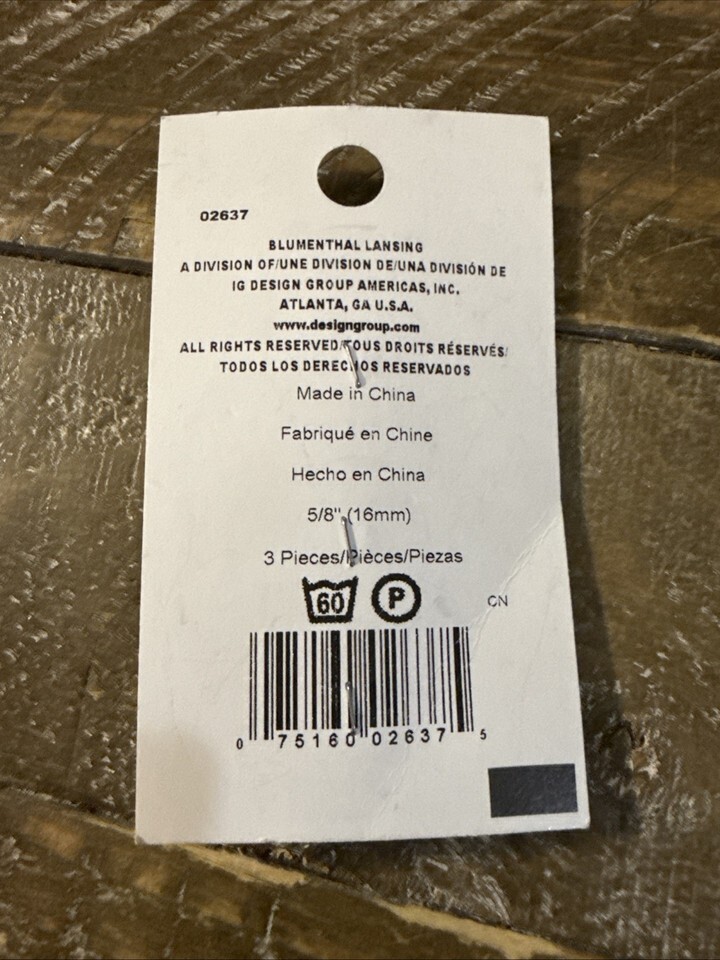 02637
BLUMENTHAL LANSING
A DIVISION OF/UNE DIVISION DE/UNA DIVISIÓN DE
IG DESIGN GROUP AMERICAS, INC.
ATLANTA, GA U.S.A.
www.designgroup.com
ALL RIGHTS RESERVED/TOUS DROITS RÉSERVÉS/
TODOS LOS DERECHOS RESERVADOS
Made in China
Fabriqué en Chine
Hecho en China
5/8" (16mm)
3 Pieces/Pièces/Piezas
60 P CN
0 75160 02637 5